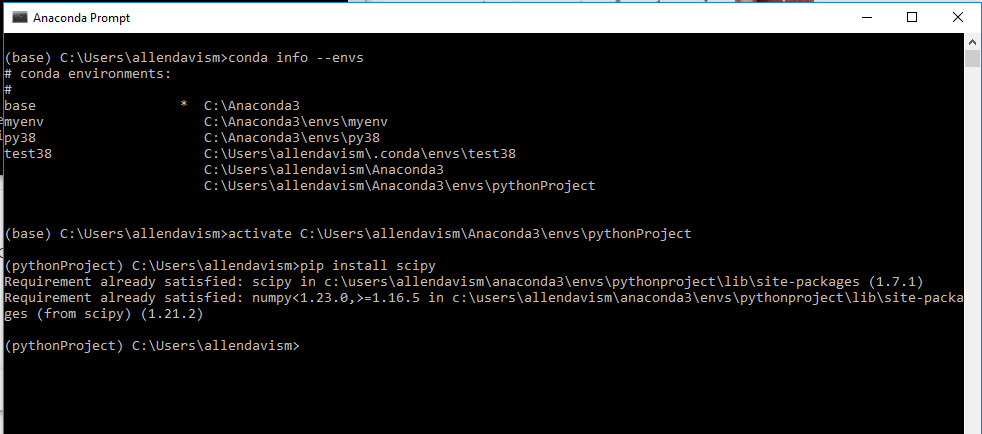 Anaconda Prompt
(base) C:\Users\allendavism>conda info --envs
# conda environments:
#
base                  *  C:\Anaconda3
myenv                    C:\Anaconda3\envs\myenv
py38                     C:\Anaconda3\envs\py38
test38                   C:\Users\allendavism\.conda\envs\test38
                         C:\Users\allendavism\Anaconda3
                         C:\Users\allendavism\Anaconda3\envs\pythonProject
(base) C:\Users\allendavism>activate C:\Users\allendavism\Anaconda3\envs\pythonProject
(pythonProject) C:\Users\allendavism>pip install scipy
Requirement already satisfied: scipy in c:\users\allendavism\anaconda3\envs\pythonproject\lib\site-packages (1.7.1)
Requirement already satisfied: numpy<1.23.0,>=1.16.5 in c:\users\allendavism\anaconda3\envs\pythonproject\lib\site-packa
ges (from scipy) (1.21.2)
(pythonProject) C:\Users\allendavism>